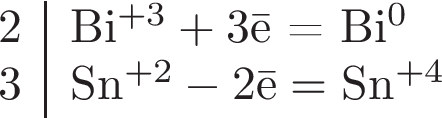 2 | Bi⁺³ + 3ē = Bi⁰
3 | Sn⁺² − 2ē = Sn⁺⁴